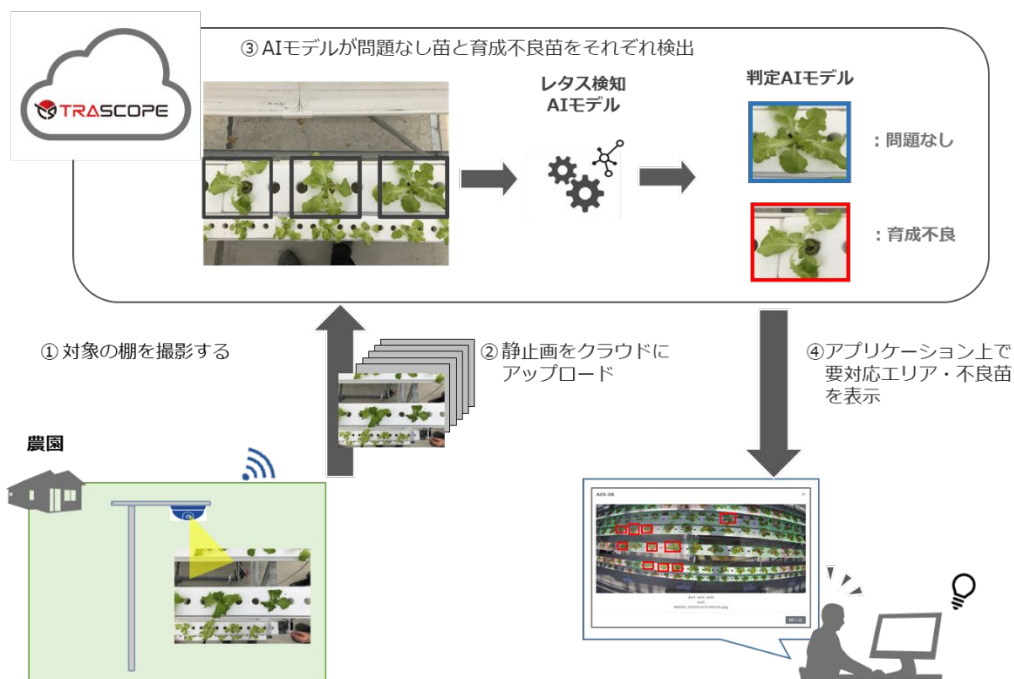 ③AIモデルが問題なし苗と育成不良苗をそれぞれ検出
TRASCOPE
レタス検知
AIモデル
判定AIモデル
：問題なし
：育成不良
①対象の棚を撮影する
②静止画をクラウドに
アップロード
④アプリケーション上で
要対応エリア・不良苗
を表示
農園